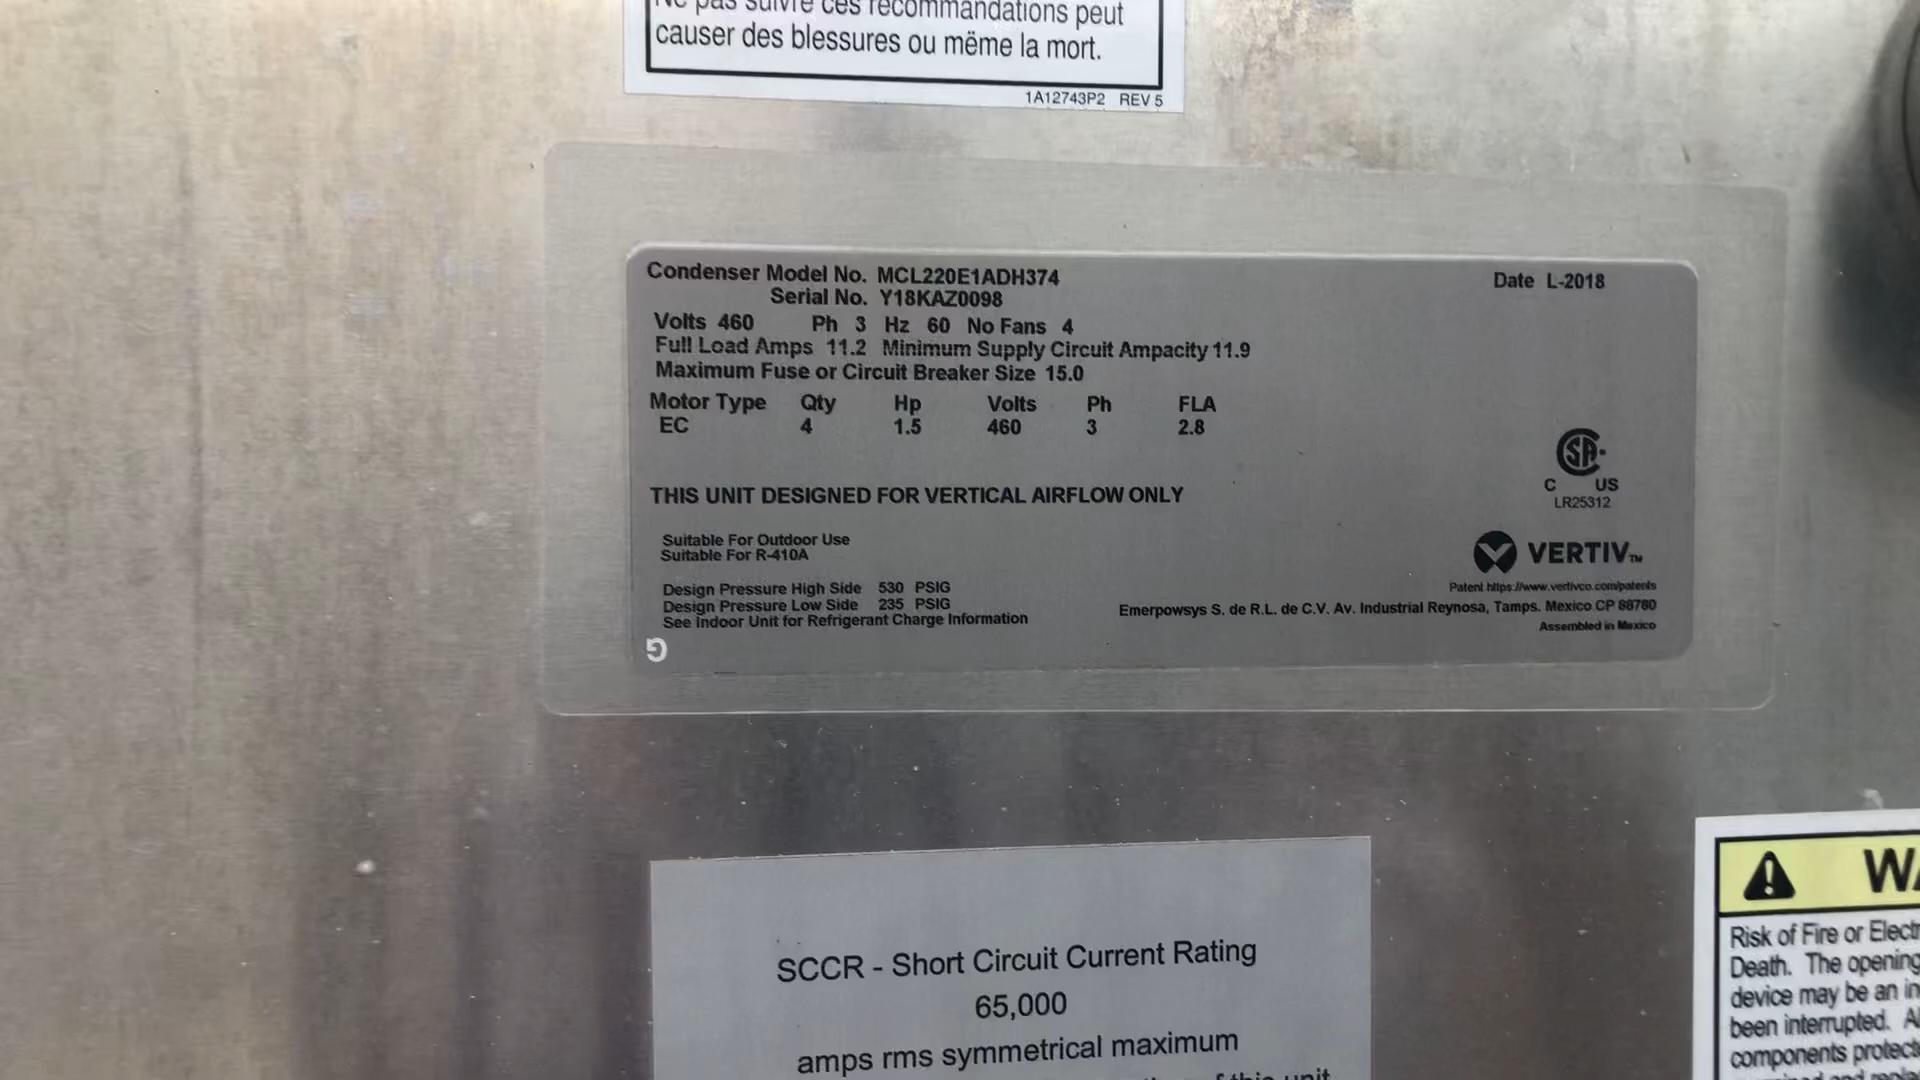 Ne pas suivre ces recommandations peut
causer des blessures ou mëme la mort.
1A12743P2 REV 5
Condenser Model No. MCL220E1ADH374
Serial No. Y18KAZ0098
Date L-2018
Volts 460 Ph 3 Hz 60 No Fans 4
Full Load Amps 11.2 Minimum Supply Circuit Ampacity 11.9
Maximum Fuse or Circuit Breaker Size 15.0
Motor Type Qty Hp Volts Ph FLA
EC 4 1.5 460 3 2.8
THIS UNIT DESIGNED FOR VERTICAL AIRFLOW ONLY
Suitable For Outdoor Use
Suitable For R-410A
Design Pressure High Side 530 PSIG
Design Pressure Low Side 235 PSIG
See Indoor Unit for Refrigerant Charge Information
G
SA
C US
LR25312
VERTIV™
Patent https://www.vertivco.com/patents
Emerpowsys S. de R.L. de C.V. Av. Industrial Reynosa, Tamps. Mexico CP 88780
Assembled in Mexico
SCCR - Short Circuit Current Rating
65,000
amps rms symmetrical maximum
of this unit
Risk of Fire or
Death. The opening
device may be an
been interrupted.
components